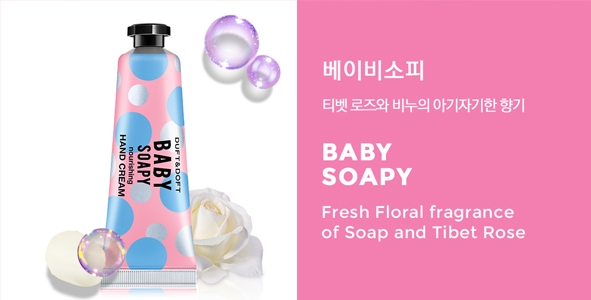 DUFT&DOFT
BABY
SOAPY
nourishing
HAND CREAM
베이비소피
티벳 로즈와 비누의 아기자기한 향기
BABY
SOAPY
Fresh Floral fragrance
of Soap and Tibet Rose